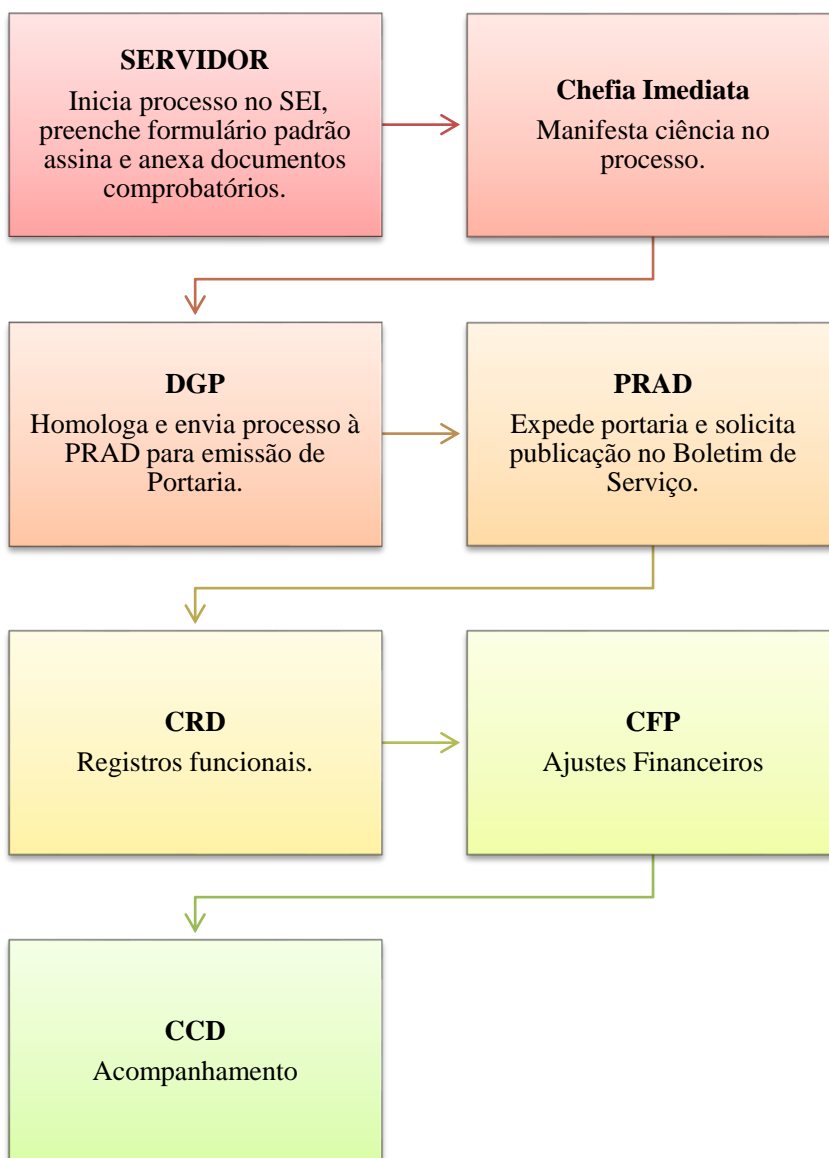 SERVIDOR
Inicia processo no SEI,
preenche formulário padrão
assina e anexa documentos
comprobatórios.
Chefia Imediata
Manifesta ciência no
processo.
DGP
Homologa e envia processo à
PRAD para emissão de
Portaria.
PRAD
Expede portaria e solicita
publicação no Boletim de
Serviço.
CRD
Registros funcionais.
CFP
Ajustes Financeiros
CCD
Acompanhamento